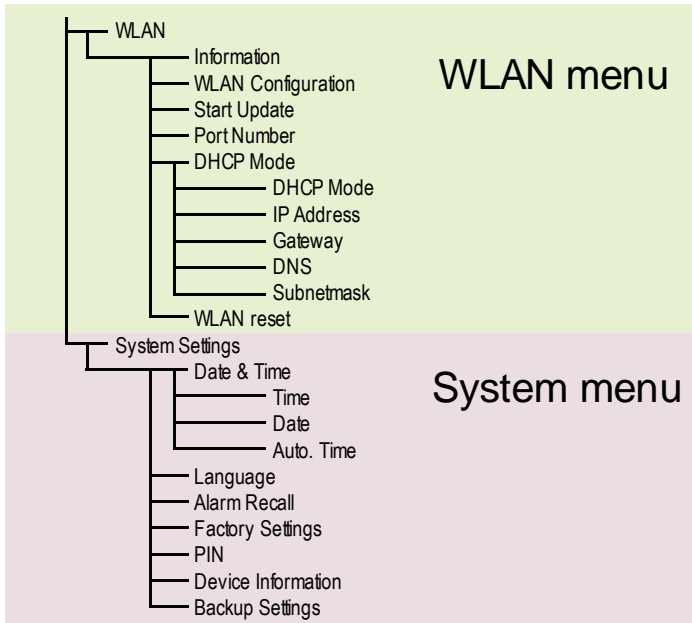 WLAN
Information
WLAN menu
WLAN Configuration
Start Update
Port Number
DHCP Mode
DHCP Mode
IP Address
Gateway
DNS
Subnetmask
WLAN reset
System Settings
Date & Time
System menu
Time
Date
Auto. Time
Language
Alarm Recall
Factory Settings
PIN
Device Information
Backup Settings